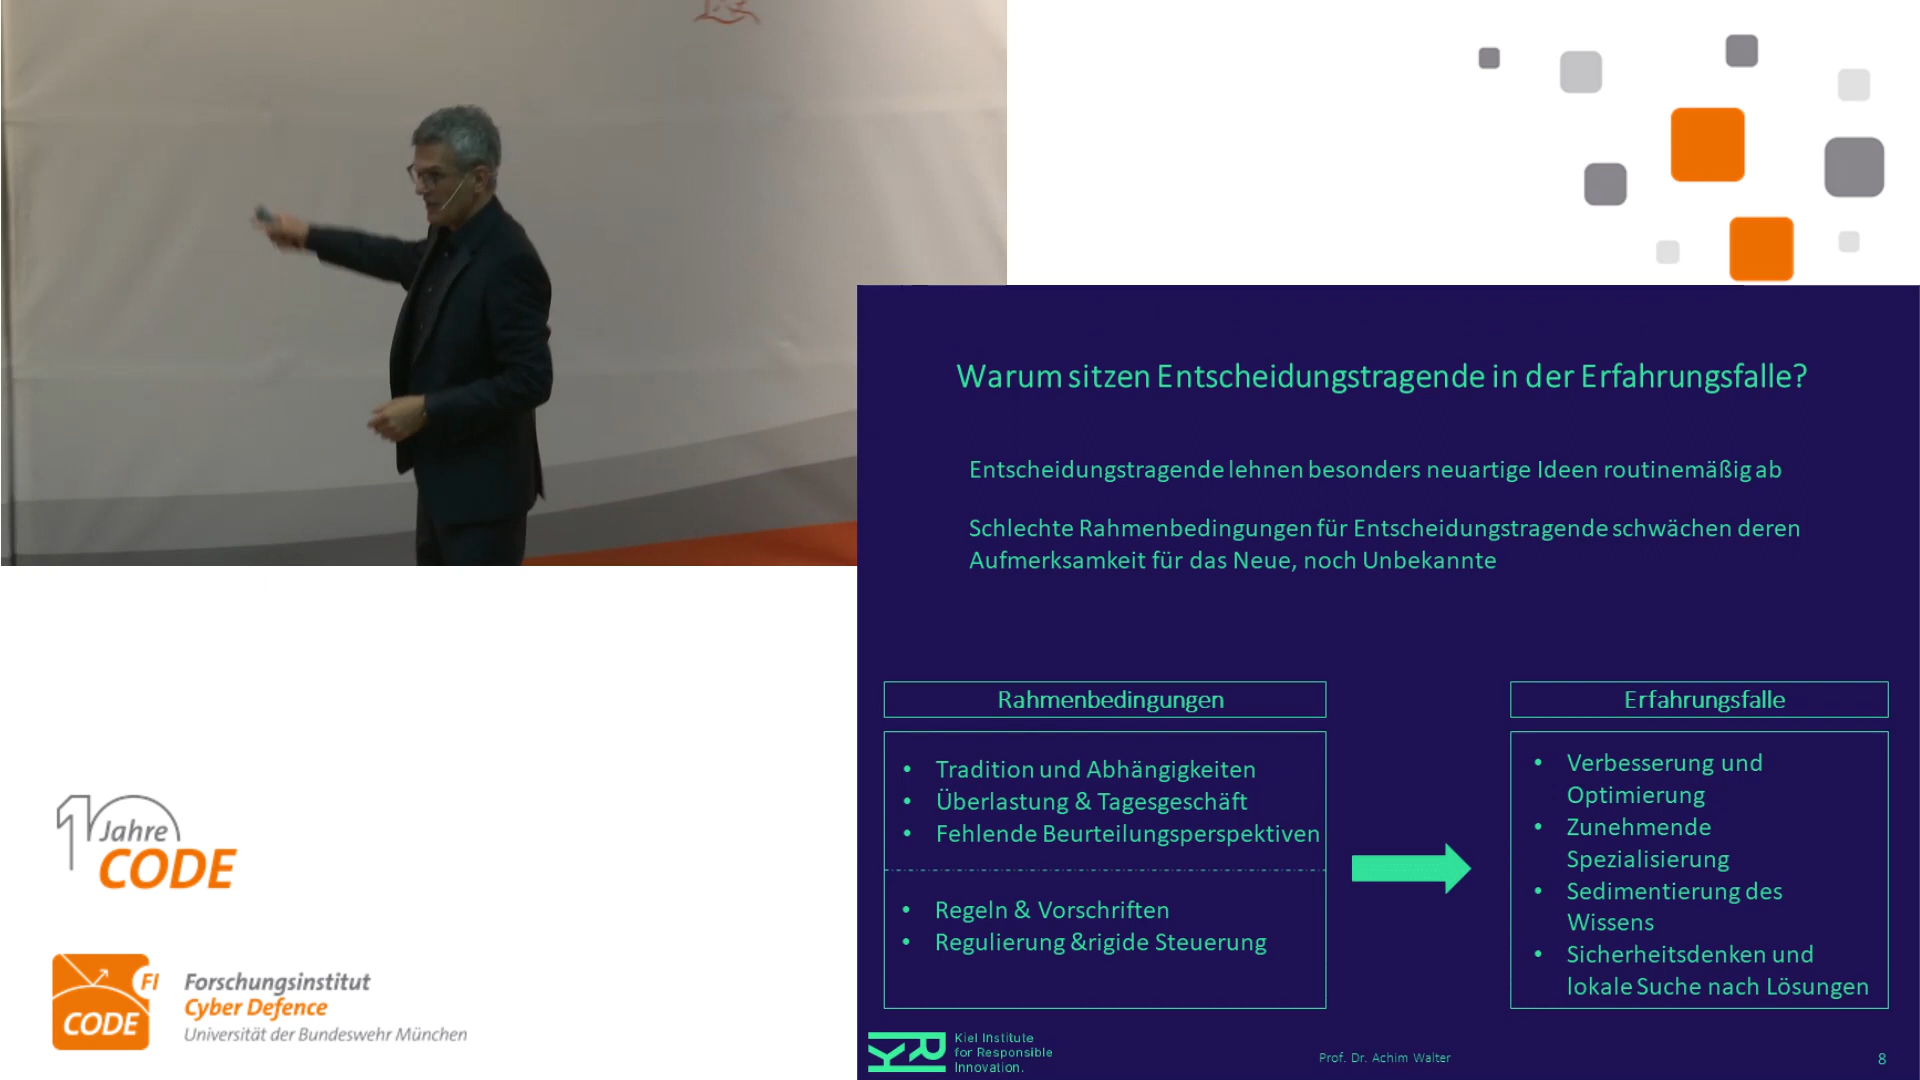 Warum sitzen Entscheidungstragende in der Erfahrungsfalle?
Entscheidungstragende lehnen besonders neuartige Ideen routinemäßig ab
Schlechte Rahmenbedingungen für Entscheidungstragende schwächen deren
Aufmerksamkeit für das Neue, noch Unbekannte
Rahmenbedingungen
• Tradition und Abhängigkeiten
• Überlastung & Tagesgeschäft
• Fehlende Beurteilungsperspektiven
• Regeln & Vorschriften
• Regulierung &rigide Steuerung
Erfahrungsfalle
• Verbesserung und
Optimierung
• Zunehmende
Spezialisierung
• Sedimentierung des
Wissens
• Sicherheitsdenken und
lokale Suche nach Lösungen
Kiel Institute
for Responsible
Innovation.
Prof. Dr. Achim Walter
8
10 Jahre
CODE
FI
CODE
Forschungsinstitut
Cyber Defence
Universität der Bundeswehr München